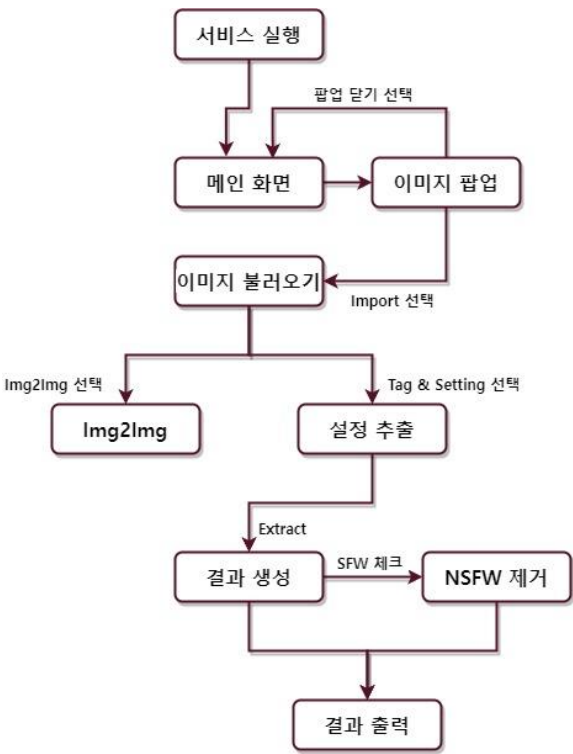 서비스 실행
팝업 닫기 선택
메인 화면
이미지 팝업
이미지 불러오기
Import 선택
Img2Img 선택
Tag & Setting 선택
Img2Img
설정 추출
Extract
결과 생성
SFW 체크
NSFW 제거
결과 출력